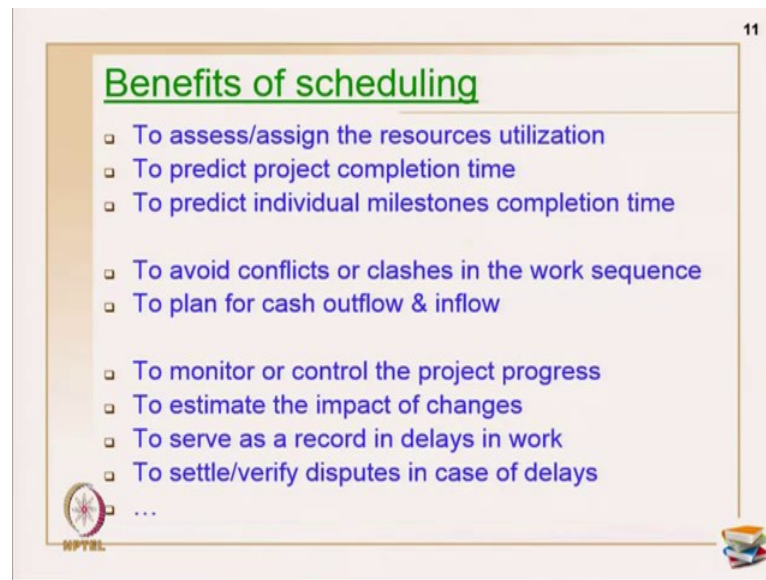 11
Benefits of scheduling
To assess/assign the resources utilization
To predict project completion time
To predict individual milestones completion time
To avoid conflicts or clashes in the work sequence
To plan for cash outflow & inflow
To monitor or control the project progress
To estimate the impact of changes
To serve as a record in delays in work
To settle/verify disputes in case of delays
…
NPTEL